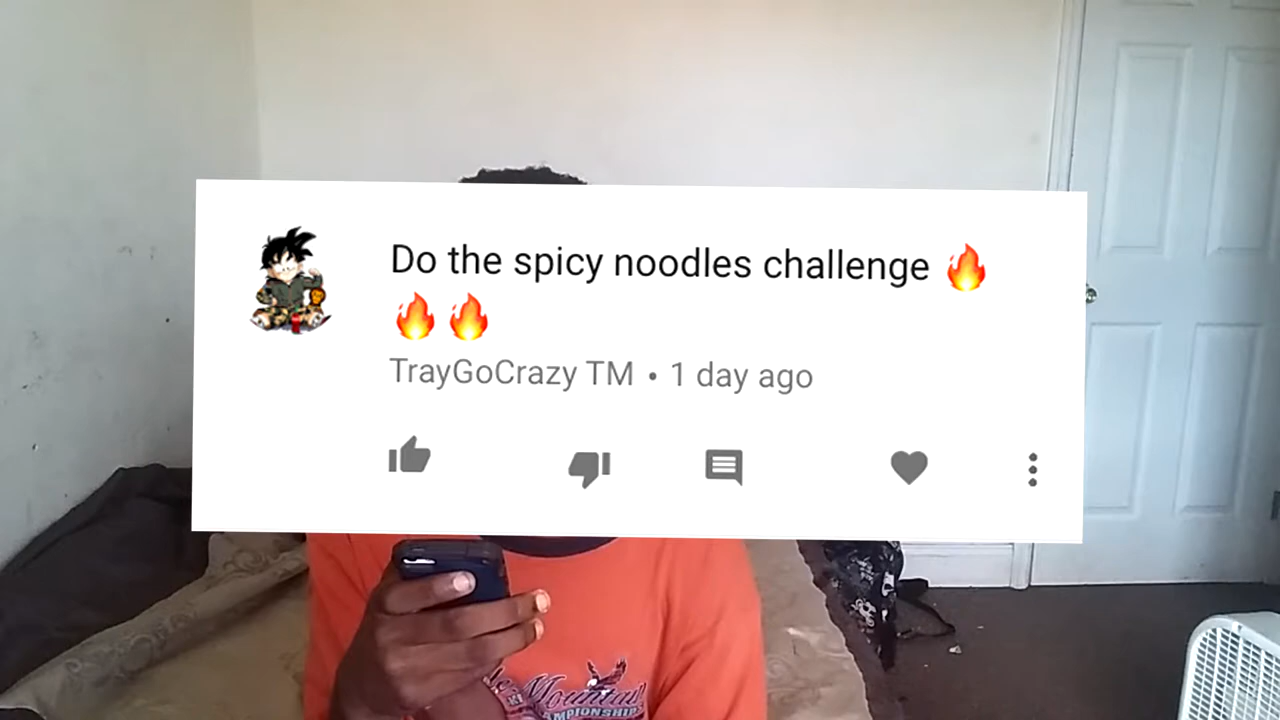 Do the spicy noodles challenge 🔥
🔥 🔥
TrayGoCrazy TM • 1 day ago